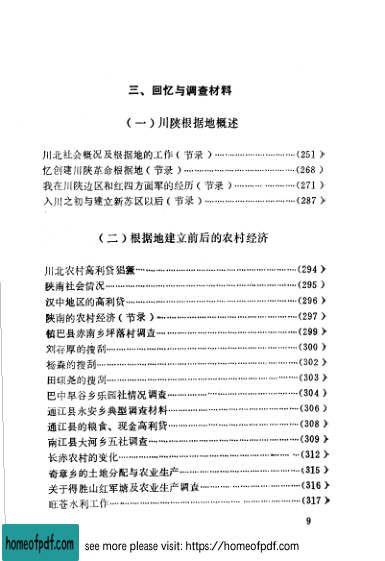 三、回忆与调查材料
（一）川陕根据地概述
川北社会概况及根据地的工作（节录）……………………（251）
忆创建川陕革命根据地（节录）……………………………（268）
我在川陕边区和红四方面军的经历（节录）………………（271）
入川之初与建立新苏区以后（节录）………………………（287）
（二）根据地建立前后的农村经济
川北农村高利贷猖獗…………………………………………（294）
陕南社会情况…………………………………………………（295）
汉中地区的高利贷……………………………………………（296）
陕南的农村经济（节录）……………………………………（297）
镇巴县赤南乡坪落村调查……………………………………（299）
刘存厚的搜刮…………………………………………………（300）
杨森的搜刮……………………………………………………（302）
田颂尧的搜刮…………………………………………………（303）
巴中旱谷乡乐园社情况调查…………………………………（304）
通江县永安乡典型调查材料…………………………………（306）
通江县的粮食、现金高利贷…………………………………（308）
南江县大河乡五社调查………………………………………（309）
长赤农村的变化………………………………………………（312）
奇章乡的土地分配与农业生产………………………………（315）
关于得胜山红军塘及农业生产调查…………………………（316）
旺苍水利工作…………………………………………………（317）
9
homeofpdf.com
see more please visit: https://homeofpdf.com